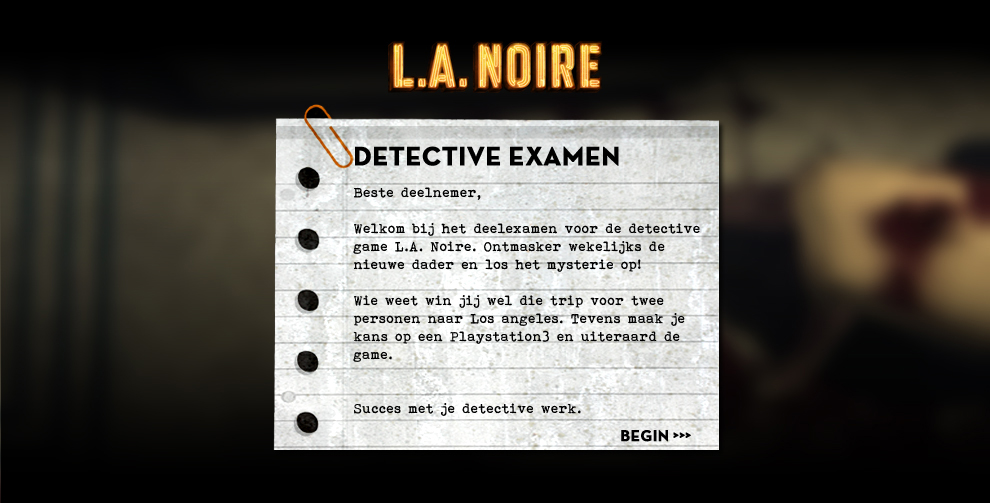 L.A. NOIRE
DETECTIVE EXAMEN
Beste deelnemer,
Welkom bij het deelexamen voor de detective
game L.A. Noire. Ontmasker wekelijks de
nieuwe dader en los het mysterie op!
Wie weet win jij wel die trip voor twee
personen naar Los angeles. Tevens maak je
kans op een Playstation3 en uiteraard de
game.
Succes met je detective werk.
BEGIN >>>